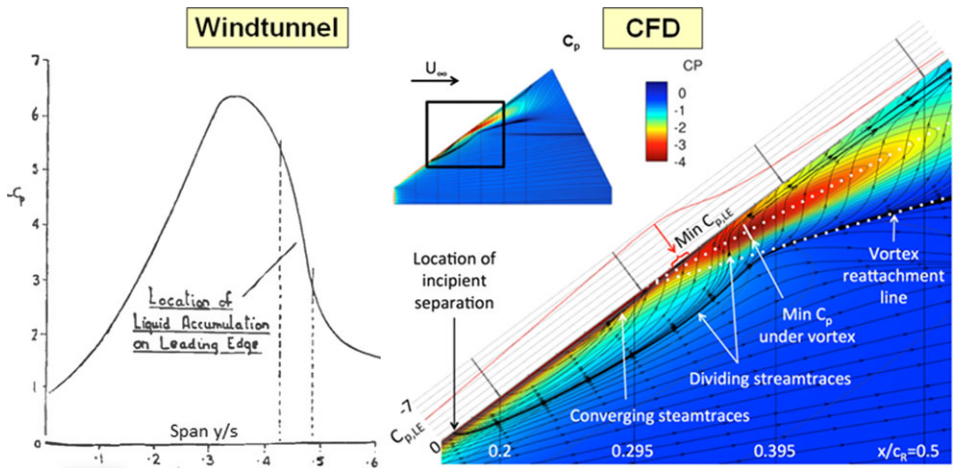 Windtunnel
7
6
5
4
3
2
1
0
-Cp
Location of
Liquid Accumulation
on Leading Edge
Span y/s
.1
.2
.3
.4
.5
.6
CFD
Cp
U∞
CP
0
-1
-2
-3
-4
Min Cp,LE
Location of
incipient
separation
Vortex
reattachment
line
Min Cp
under vortex
Dividing streamtraces
Converging steamtraces
-7
Cp,LE
0
0.2
0.295
0.395
x/cR=0.5